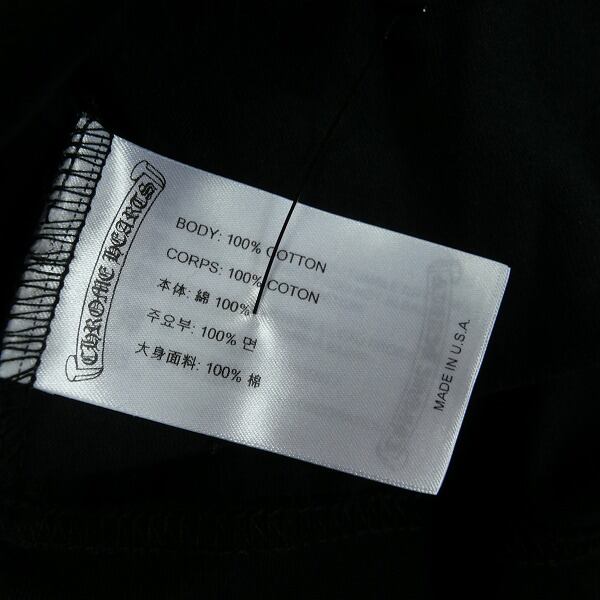 CHROME HEARTS
BODY: 100% COTTON
CORPS: 100% COTON
本体: 綿 100%
주요부: 100% 면
大身面料: 100% 棉
MADE IN U.S.A.